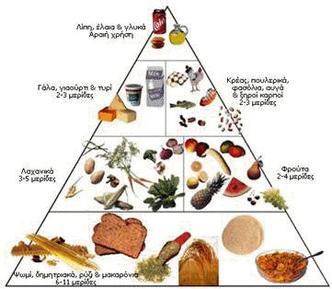 Λίπη, έλαια & γλυκά
Αραιή χρήση
Γάλα, γιαούρτι & τυρί
2-3 μερίδες
Κρέας, πουλερικά,
φασόλια, αυγά
& ξηροί καρποί
2-3 μερίδες
Λαχανικά
3-5 μερίδες
Φρούτα
2-4 μερίδες
Ψωμί, δημητριακά, ρύζι & μακαρόνια
6-11 μερίδες